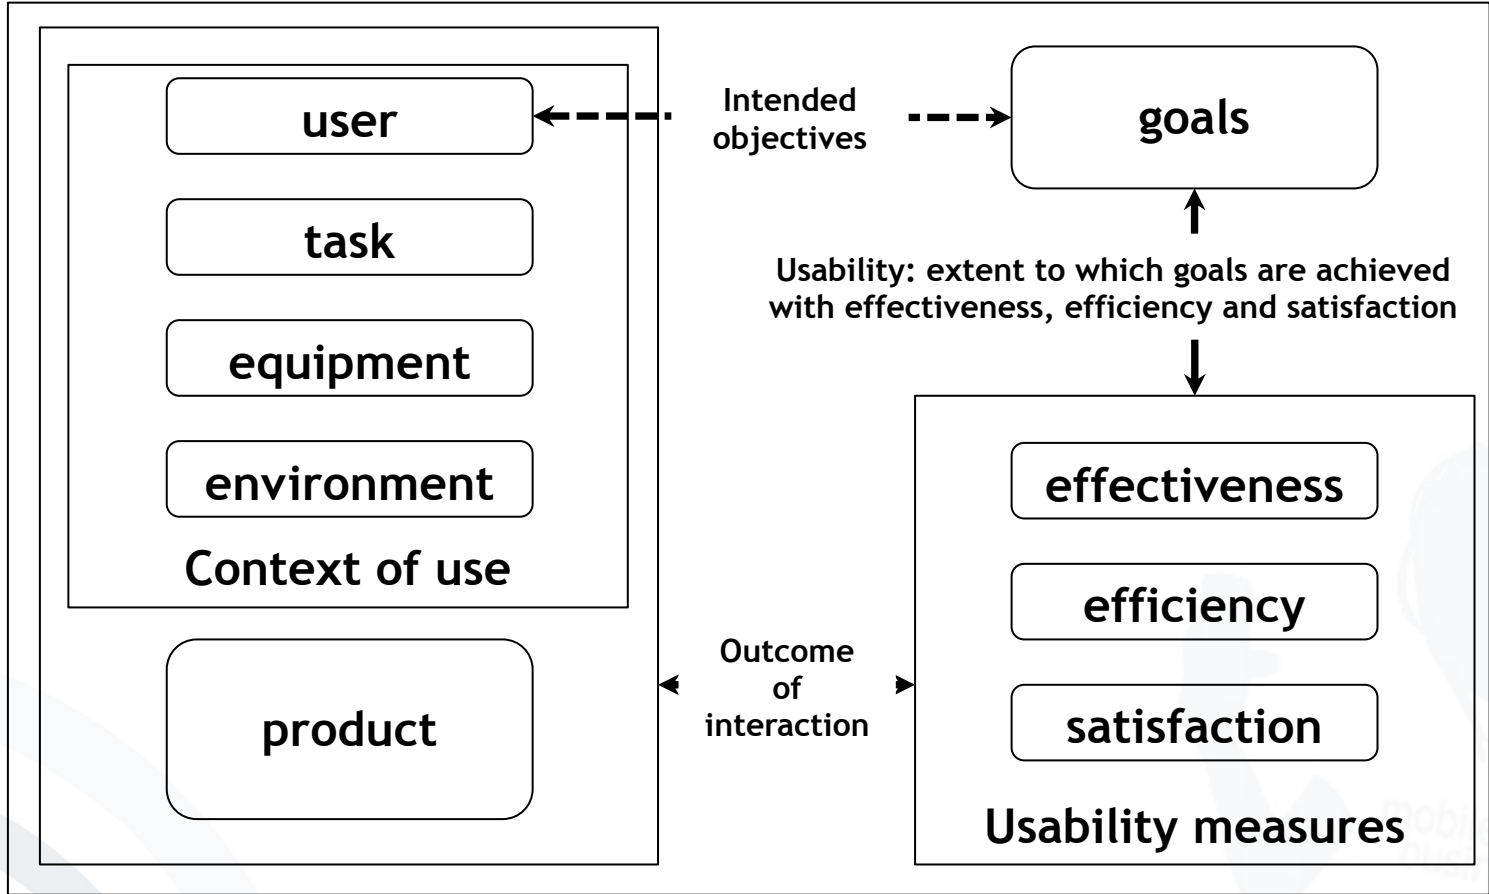 user
task
equipment
environment
Context of use
product
Intended
objectives
goals
Usability: extent to which goals are achieved
with effectiveness, efficiency and satisfaction
Outcome
of
interaction
effectiveness
efficiency
satisfaction
Usability measures